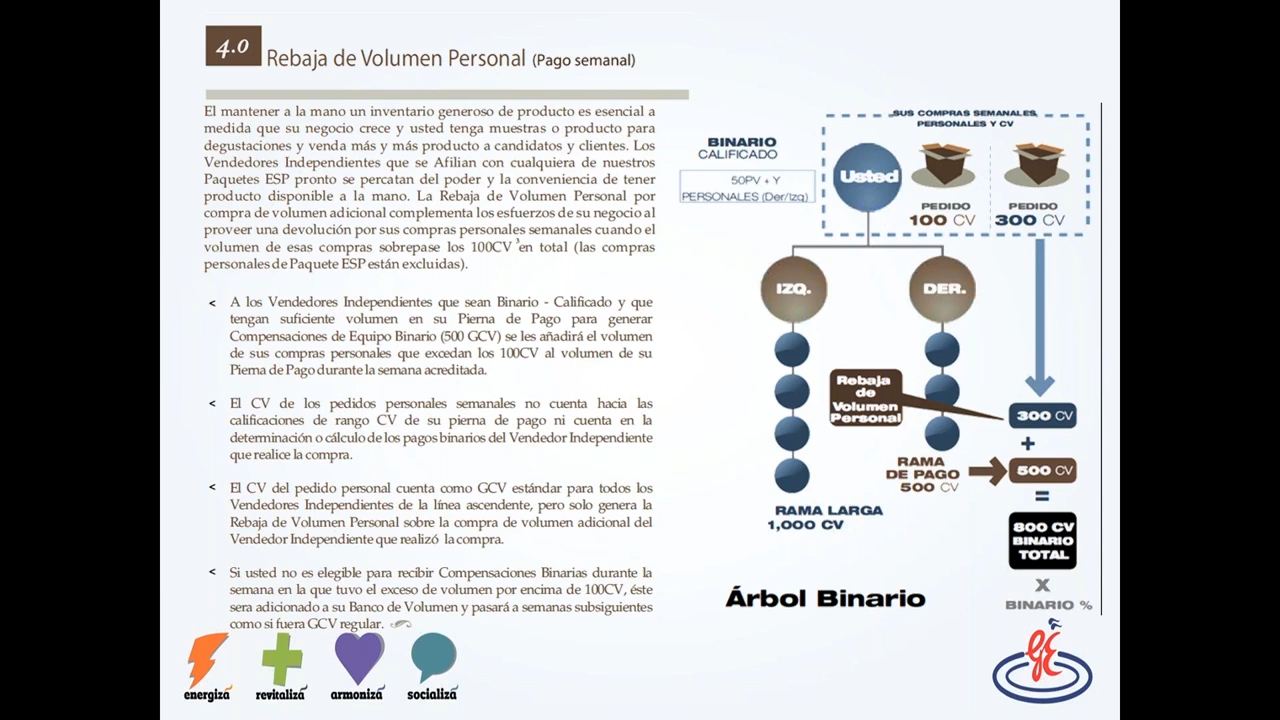 4.0
Rebaja de Volumen Personal (Pago semanal)
El mantener a la mano un inventario generoso de producto es esencial a
medida que su negocio crece y usted tenga muestras o producto para
degustaciones y venda más y más producto a candidatos y clientes. Los
Vendedores Independientes que se Afilian con cualquiera de nuestros
Paquetes ESP pronto se percatan del poder y la conveniencia de tener
producto disponible a la mano. La Rebaja de Volumen Personal por
compra de volumen adicional complementa los esfuerzos de su negocio al
proveer una devolución por sus compras personales semanales cuando el
volumen de esas compras sobrepase los 100CV ³en total (las compras
personales de Paquete ESP están excluidas).
< A los Vendedores Independientes que sean Binario - Calificado y que
tengan suficiente volumen en su Pierna de Pago para generar
Compensaciones de Equipo Binario (500 GCV) se les añadirá el volumen
de sus compras personales que excedan los 100CV al volumen de su
Pierna de Pago durante la semana acreditada.
< El CV de los pedidos personales semanales no cuenta hacia las
calificaciones de rango CV de su pierna de pago ni cuenta en la
determinación o cálculo de los pagos binarios del Vendedor Independiente
que realice la compra.
< El CV del pedido personal cuenta como GCV estándar para todos los
Vendedores Independientes de la línea ascendente, pero solo genera la
Rebaja de Volumen Personal sobre la compra de volumen adicional del
Vendedor Independiente que realizó la compra.
< Si usted no es elegible para recibir Compensaciones Binarias durante la
semana en la que tuvo el exceso de volumen por encima de 100CV, éste
sera adicionado a su Banco de Volumen y pasará a semanas subsiguientes
como si fuera GCV regular.
energizá
revitalizá
armonizá
socializá
SUS COMPRAS SEMANALES,
PERSONALES Y CV
BINARIO
CALIFICADO
50PV + Y
PERSONALES (Der/Izq)
Usted
PEDIDO
100 CV
PEDIDO
300 CV
IZQ.
DER.
Rebaja
de
Volumen
Personal
300 CV
+
RAMA
DE PAGO
500 CV
500 CV
=
RAMA LARGA
1,000 CV
800 CV
BINARIO
TOTAL
X
BINARIO %
Árbol Binario
GE